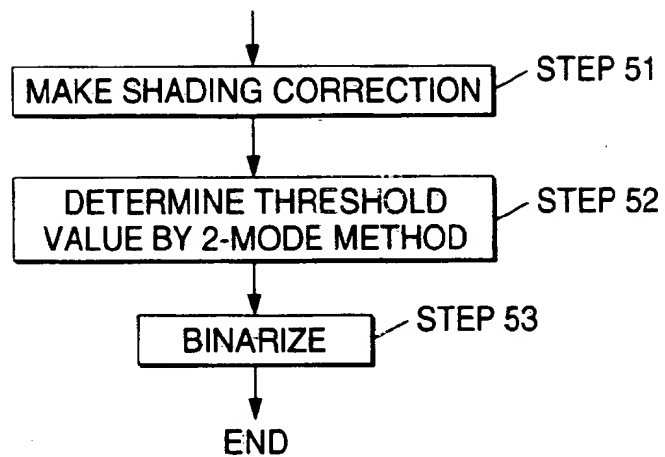 MAKE SHADING CORRECTION
STEP 51
DETERMINE THRESHOLD
VALUE BY 2-MODE METHOD
STEP 52
BINARIZE
STEP 53
END